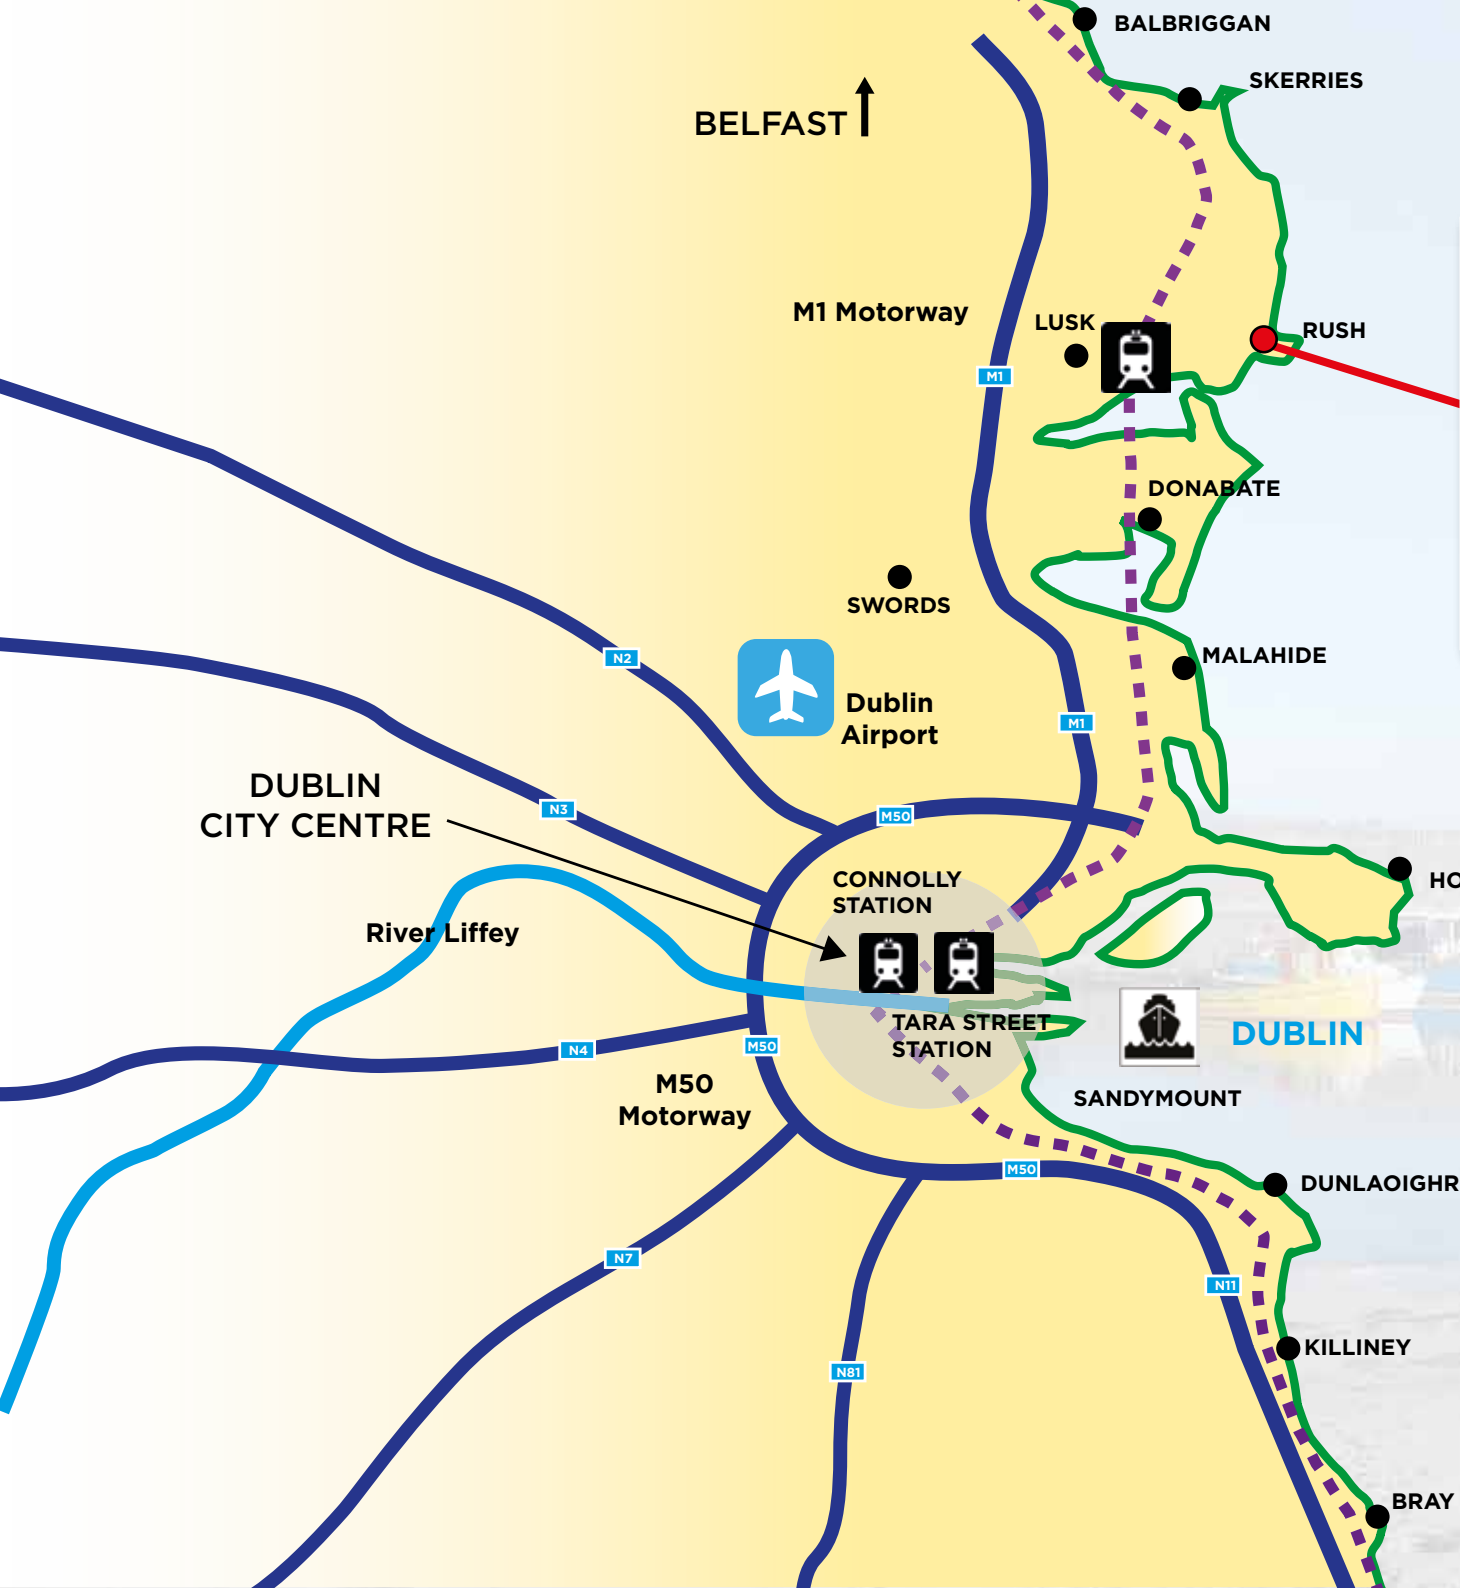 BALBRIGGAN
SKERRIES
BELFAST
M1 Motorway
LUSK
RUSH
M1
DONABATE
SWORDS
N2
MALAHIDE
Dublin
Airport
M1
DUBLIN
CITY CENTRE
N3
M50
CONNOLLY
STATION
HO
River Liffey
TARA STREET
STATION
DUBLIN
N4
M50
M50
Motorway
SANDYMOUNT
M50
DUNLAOIGHR
N7
N11
KILLINEY
N81
BRAY